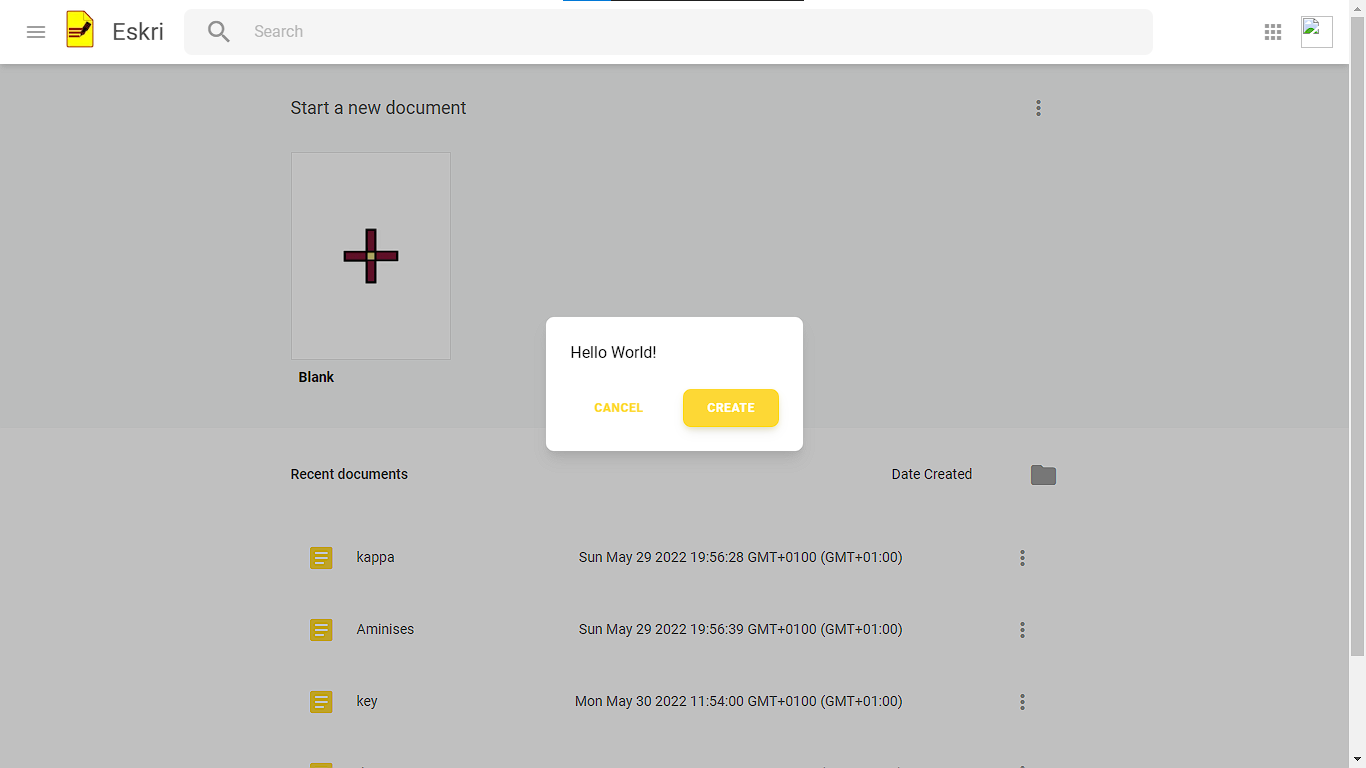 Eskri
Search
Start a new document
Blank
Hello World!
CANCEL CREATE
Recent documents Date Created
kappa Sun May 29 2022 19:56:28 GMT+0100 (GMT+01:00)
Aminises Sun May 29 2022 19:56:39 GMT+0100 (GMT+01:00)
key Mon May 30 2022 11:54:00 GMT+0100 (GMT+01:00)